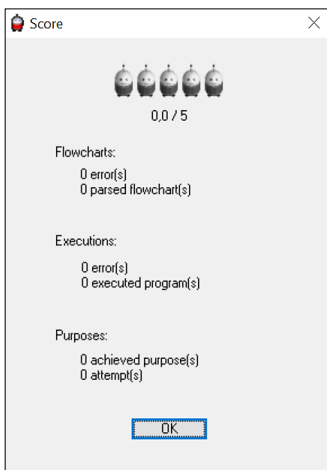 Score
0,0 / 5
Flowcharts:
0 error(s)
0 parsed flowchart(s)
Executions:
0 error(s)
0 executed program(s)
Purposes:
0 achieved purpose(s)
0 attempt(s)
OK